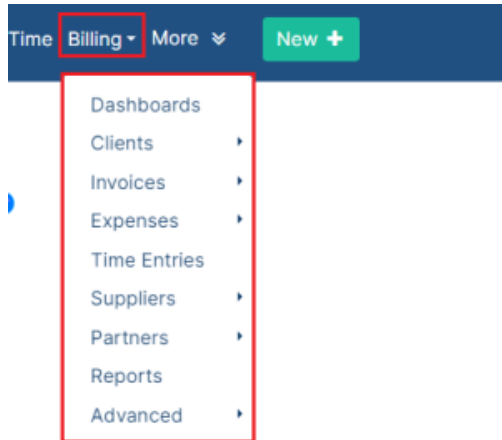 Time Billing More New
Dashboards
Clients
Invoices
Expenses
Time Entries
Suppliers
Partners
Reports
Advanced